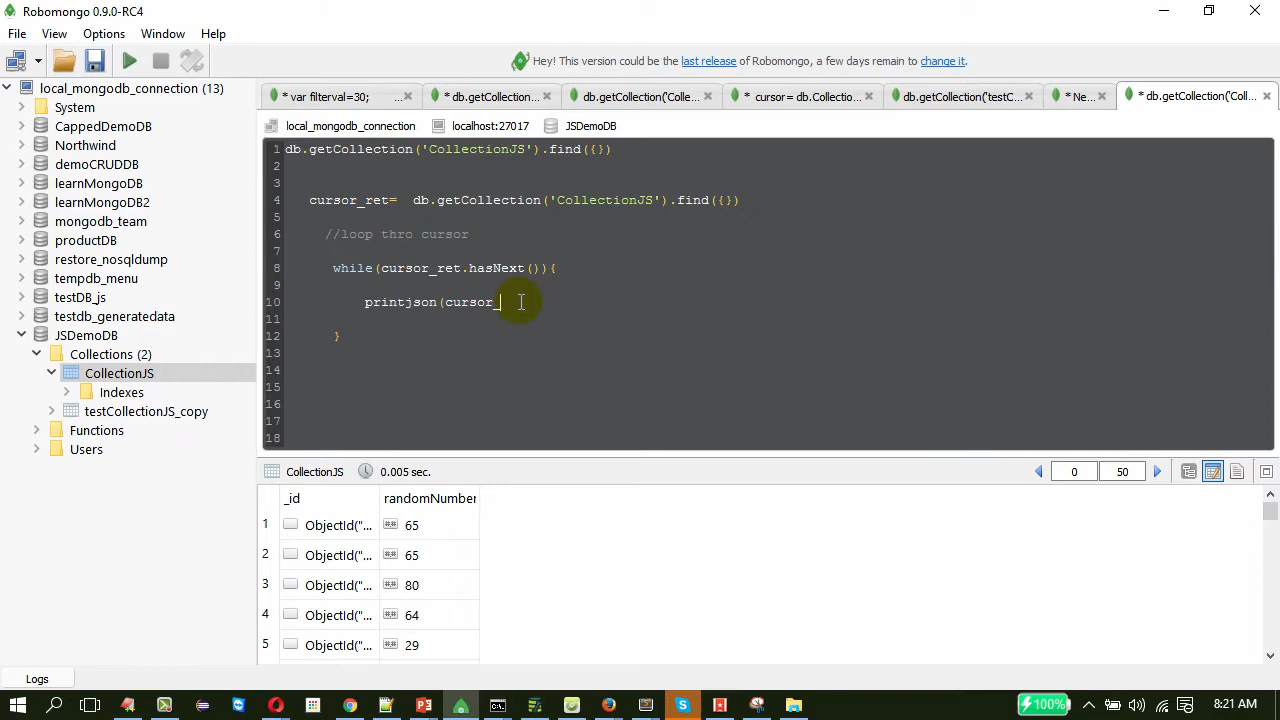 Robomongo 0.9.0-RC4
File View Options Window Help
Hey! This version could be the last release of Robomongo, a few days remain to change it.
local_mongodb_connection (13)
System
CappedDemoDB
Northwind
demoCRUDDB
learnMongoDB
learnMongoDB2
mongodb_team
productDB
restore_nosqldump
tempdb_menu
testDB_js
testdb_generatedata
JSDemoDB
Collections (2)
CollectionJS
Indexes
testCollectionJS_copy
Functions
Users
* var filterval=30; ... * db.getCollection... db.getCollection('Colle... * cursor= db.Collectio... db.getCollection('testC... * Ne... * db.getCollection('Coll...
local_mongodb_connection localhost:27017 JSDemoDB
1 db.getCollection('CollectionJS').find({})
2
3
4 cursor_ret= db.getCollection('CollectionJS').find({})
5
6 //loop thro cursor
7
8 while(cursor_ret.hasNext()){
9
10 printjson(cursor_
11
12 }
13
14
15
16
17
18
CollectionJS 0.005 sec. 0 50
_id randomNumber
1 ObjectId("... ## 65
2 ObjectId("... ## 65
3 ObjectId("... ## 80
4 ObjectId("... ## 64
5 ObjectId("... ## 29
Logs
100% 8:21 AM